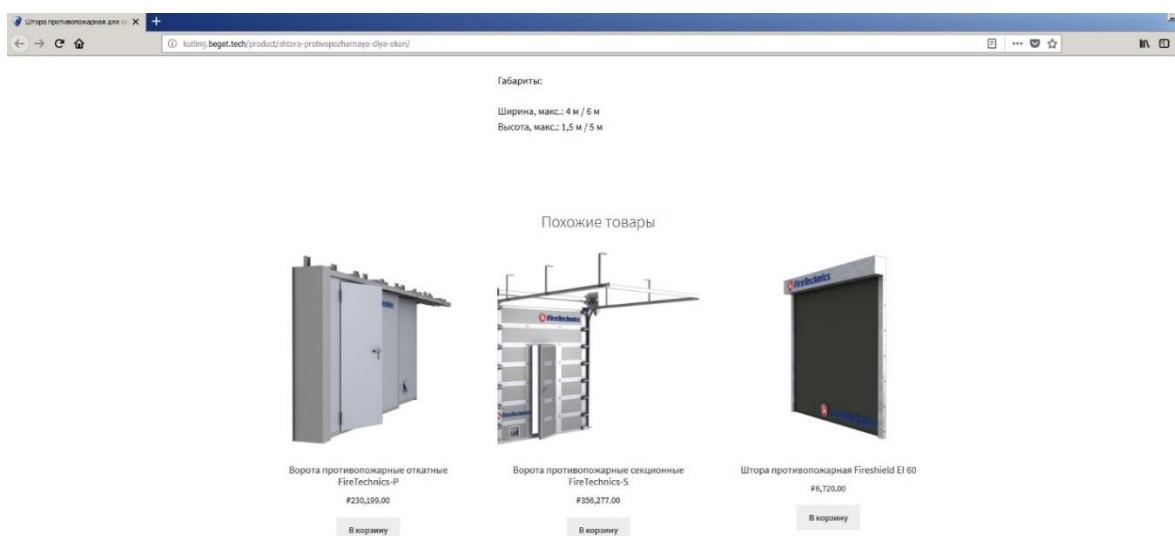 Штора противопожарная для ок
kutlinij.beget.tech/product/shtora-protivopozharnaya-dlya-okon/
Габариты:
Ширина, макс.: 4 м / 6 м
Высота, макс.: 1,5 м / 5 м
Похожие товары
FireTechnics
FireTechnics
FireTechnics
Ворота противопожарные откатные
FireTechnics-P
₽230,199.00
В корзину
Ворота противопожарные секционные
FireTechnics-S
₽356,277.00
В корзину
Штора противопожарная Fireshield EI 60
₽6,720.00
В корзину